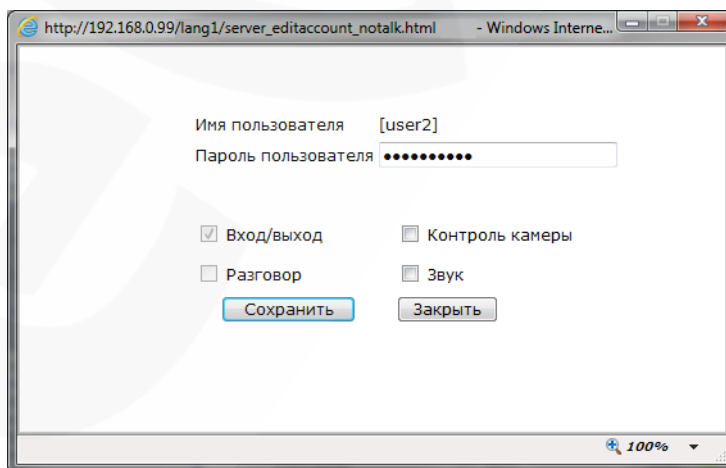 http://192.168.0.99/lang1/server_editaccount_notalk.html - Windows Interne...
Имя пользователя [user2]
Пароль пользователя ••••••••••
Вход/выход Контроль камеры
Разговор Звук
Сохранить Закрыть
100%